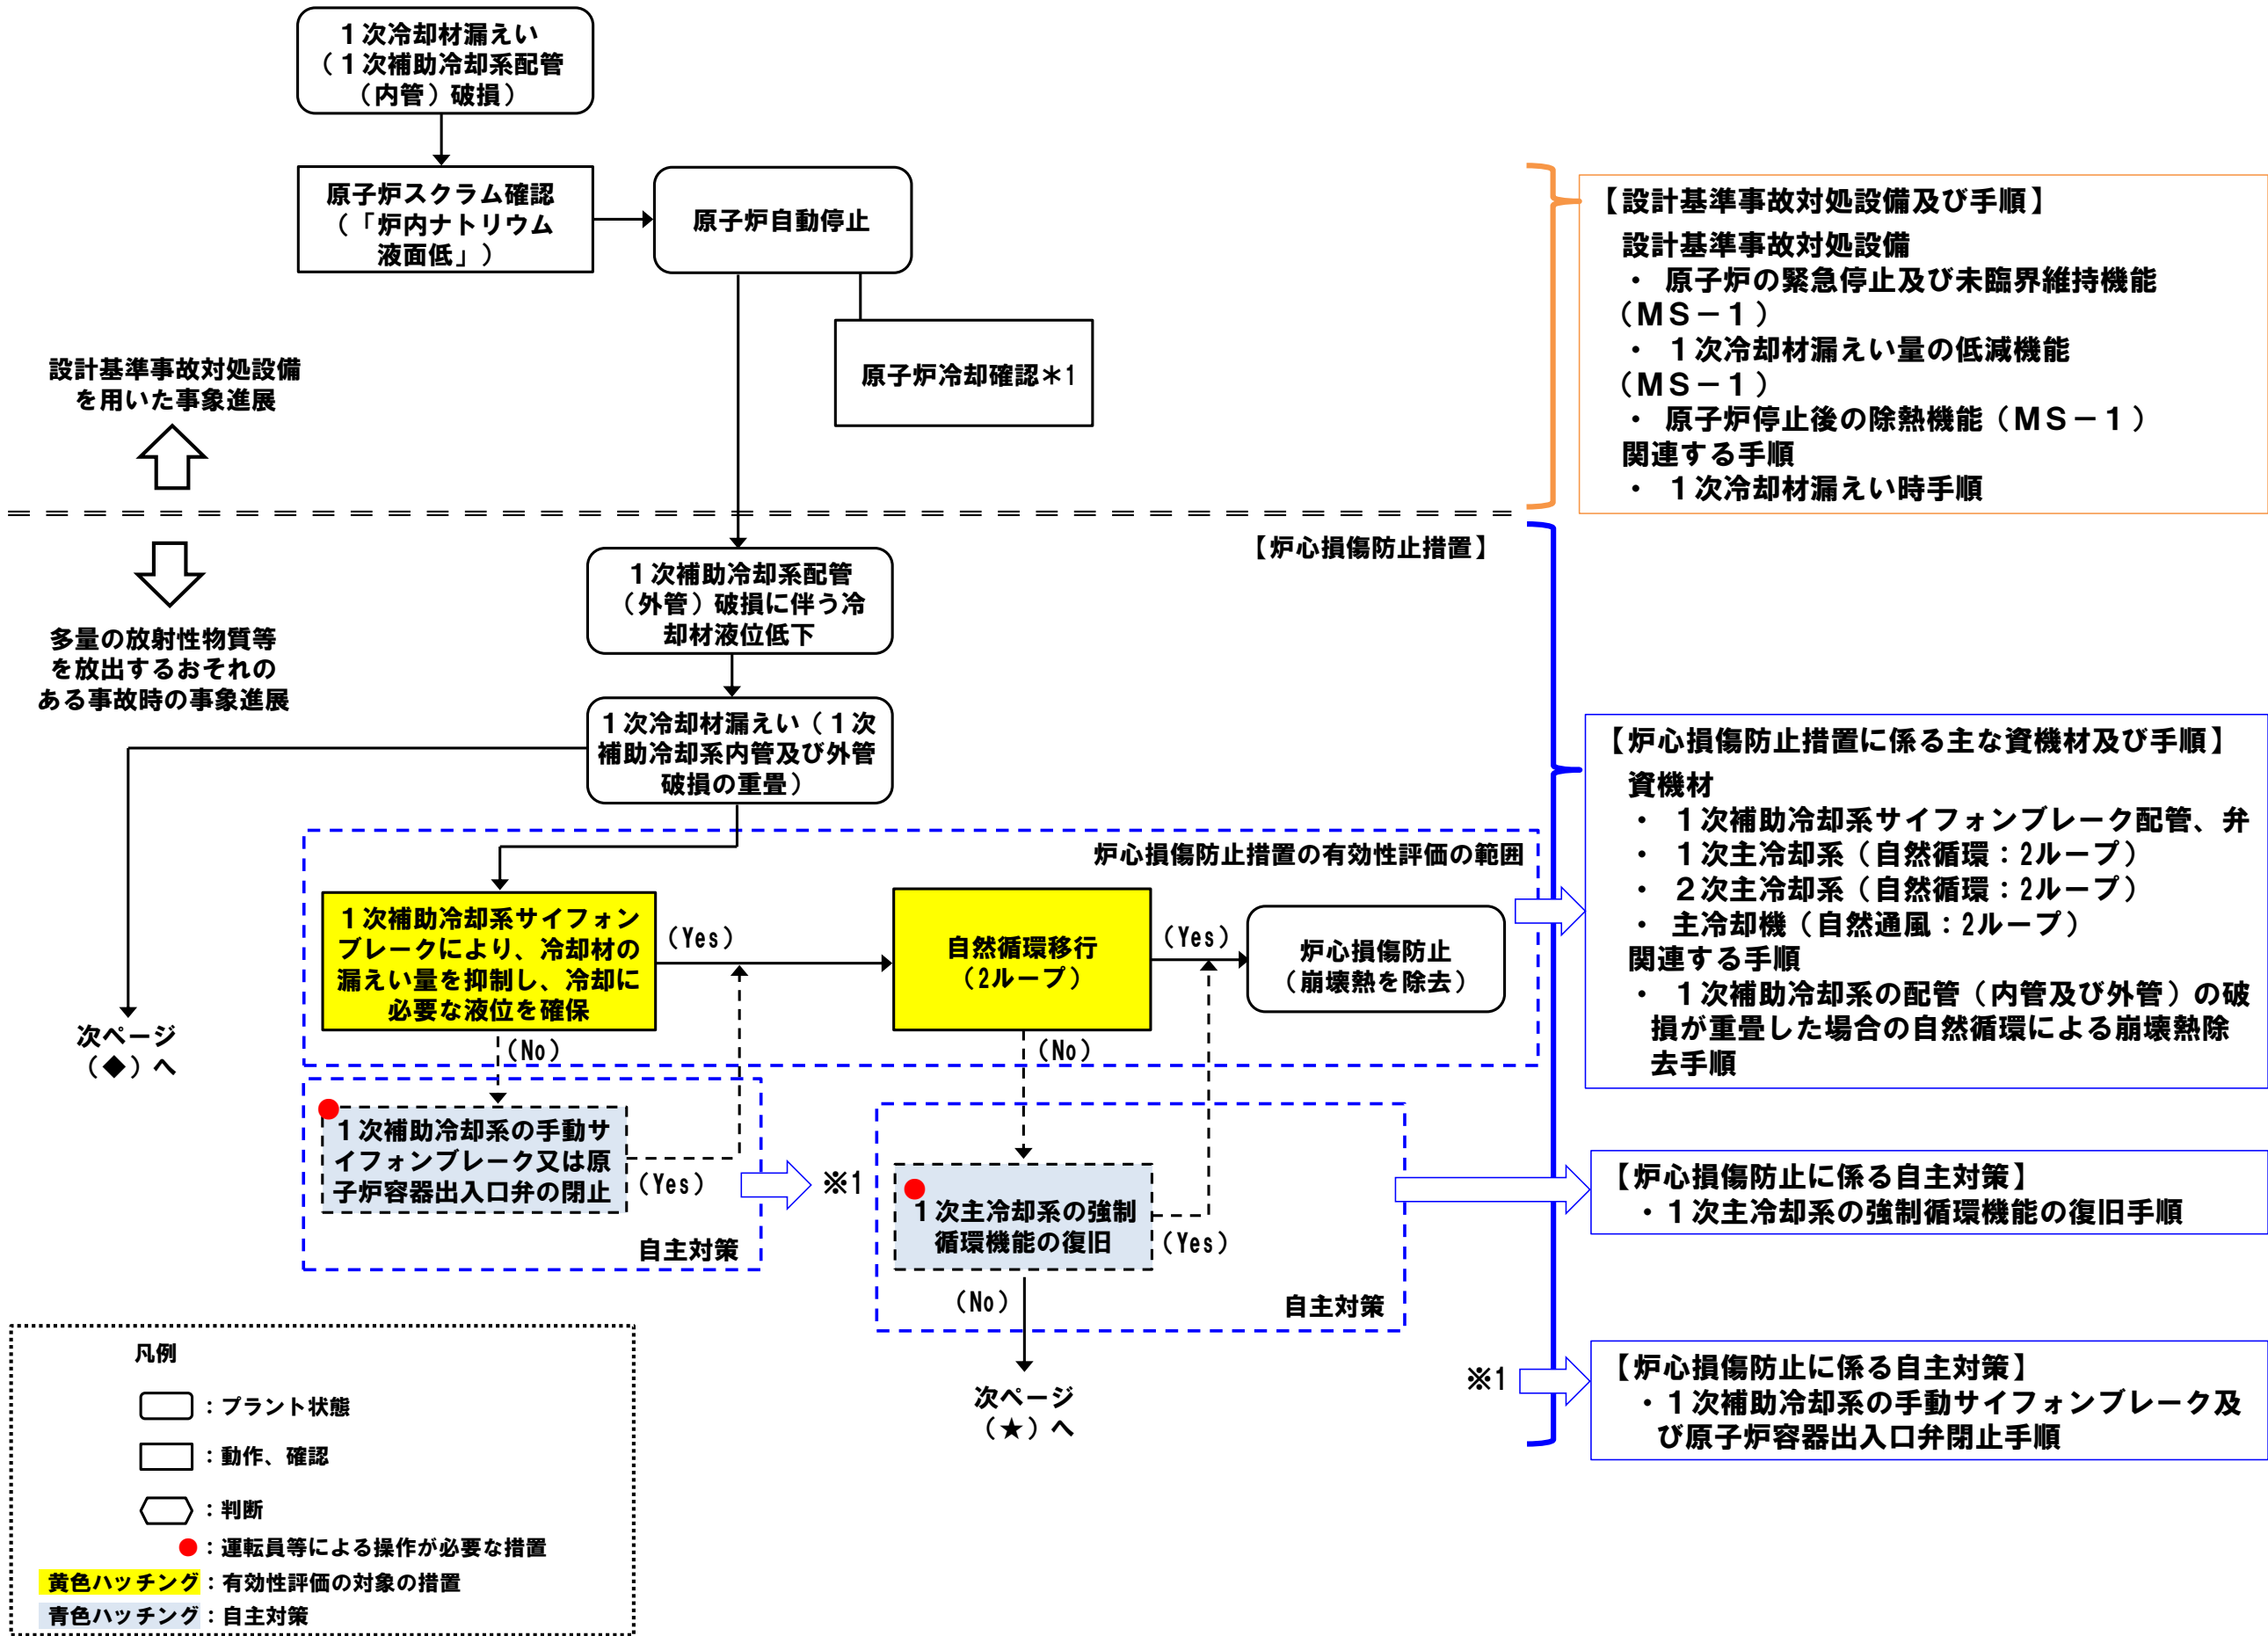 １次冷却材漏えい
（１次補助冷却系配管
（内管）破損）
原子炉スクラム確認
（「炉内ナトリウム
液面低」）
原子炉自動停止
原子炉冷却確認＊1
設計基準事故対処設備
を用いた事象進展
【設計基準事故対処設備及び手順】
設計基準事故対処設備
・ 原子炉の緊急停止及び未臨界維持機能
（ＭＳ－１）
・ １次冷却材漏えい量の低減機能
（ＭＳ－１）
・ 原子炉停止後の除熱機能（ＭＳ－１）
関連する手順
・ １次冷却材漏えい時手順
【炉心損傷防止措置】
多量の放射性物質等
を放出するおそれの
ある事故時の事象進展
１次補助冷却系配管
（外管）破損に伴う冷
却材液位低下
１次冷却材漏えい（１次
補助冷却系内管及び外管
破損の重畳）
炉心損傷防止措置の有効性評価の範囲
１次補助冷却系サイフォン
ブレークにより、冷却材の
漏えい量を抑制し、冷却に
必要な液位を確保
（Yes）
自然循環移行
（2ループ）
（Yes）
炉心損傷防止
（崩壊熱を除去）
（No）
（No）
次ページ
（◆）へ
【炉心損傷防止措置に係る主な資機材及び手順】
資機材
・ １次補助冷却系サイフォンブレーク配管、弁
・ １次主冷却系（自然循環：2ループ）
・ ２次主冷却系（自然循環：2ループ）
・ 主冷却機（自然通風：2ループ）
関連する手順
・ １次補助冷却系の配管（内管及び外管）の破
損が重畳した場合の自然循環による崩壊熱除
去手順
１次補助冷却系の手動サ
イフォンブレーク又は原
子炉容器出入口弁の閉止
（Yes）
自主対策
※1
１次主冷却系の強制
循環機能の復旧
（Yes）
（No）
自主対策
次ページ
（★）へ
【炉心損傷防止に係る自主対策】
・１次主冷却系の強制循環機能の復旧手順
※1
【炉心損傷防止に係る自主対策】
・１次補助冷却系の手動サイフォンブレーク及
び原子炉容器出入口弁閉止手順
凡例
：プラント状態
：動作、確認
：判断
：運転員等による操作が必要な措置
黄色ハッチング：有効性評価の対象の措置
青色ハッチング：自主対策